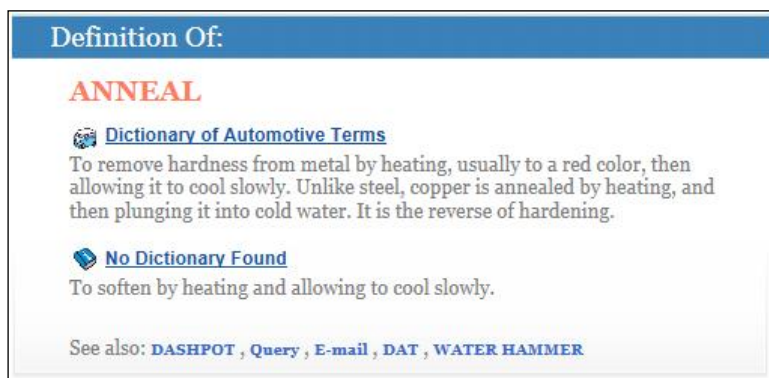 Definition Of:
ANNEAL
Dictionary of Automotive Terms
To remove hardness from metal by heating, usually to a red color, then
allowing it to cool slowly. Unlike steel, copper is annealed by heating, and
then plunging it into cold water. It is the reverse of hardening.
No Dictionary Found
To soften by heating and allowing to cool slowly.
See also: DASHPOT , Query , E-mail , DAT , WATER HAMMER